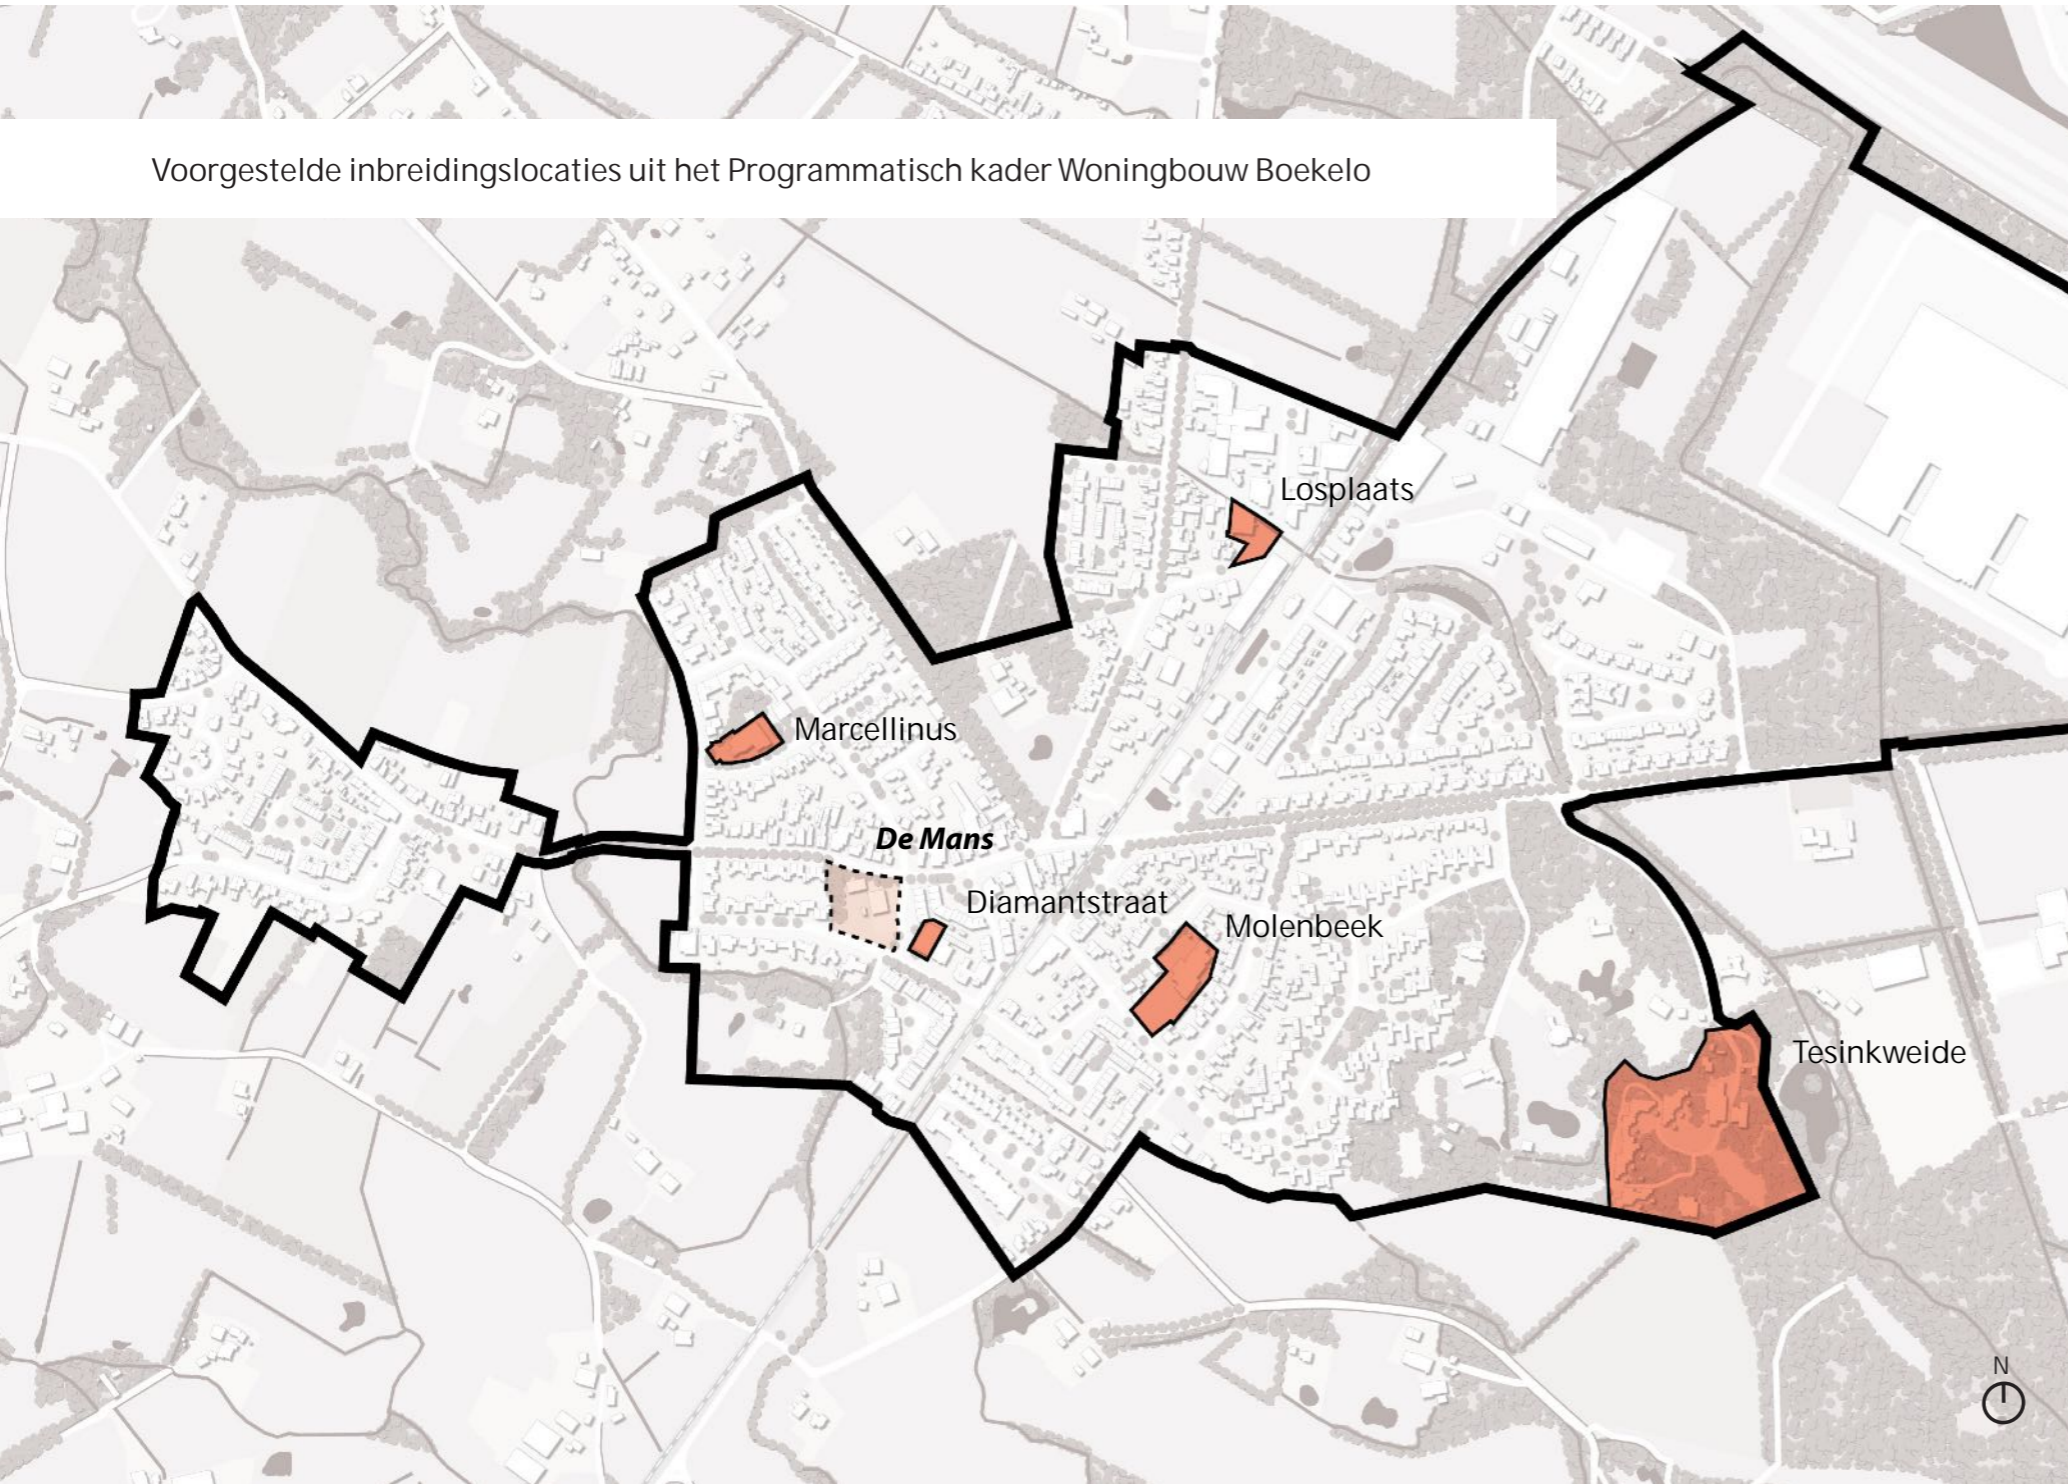 Voorgestelde inbreidingslocaties uit het Programmatisch kader Woningbouw Boekelo
Losplaats
Marcellinus
De Mans
Diamantstraat
Molenbeek
Tesinkweide
N